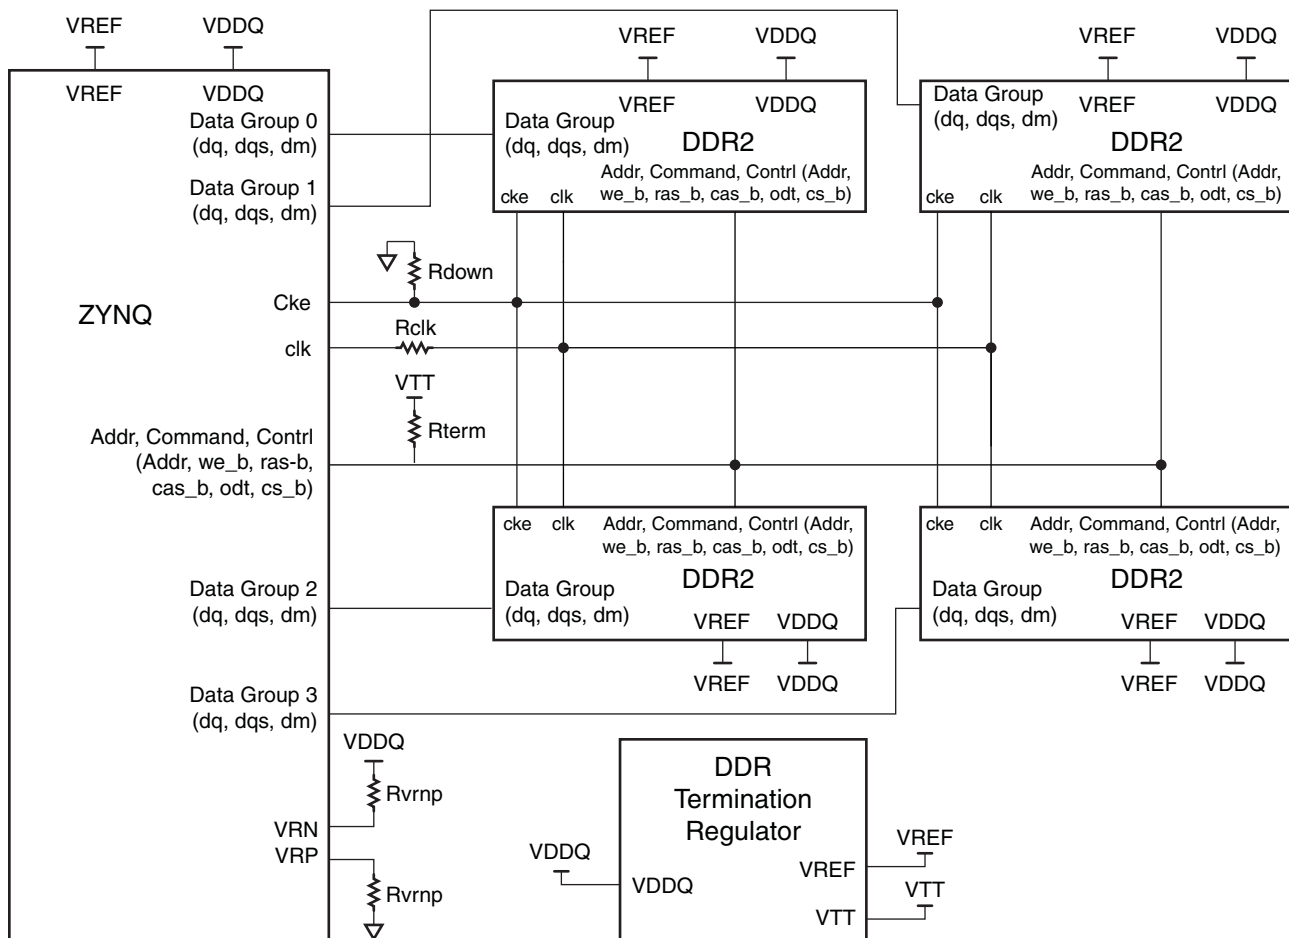 VREF
VDDQ
VREF
VDDQ
VREF
VDDQ
VREF
VDDQ
Data Group 0
(dq, dqs, dm)
Data Group 1
(dq, dqs, dm)
Data Group
(dq, dqs, dm)
VREF
VDDQ
DDR2
Addr, Command, Contrl (Addr,
we_b, ras_b, cas_b, odt, cs_b)
cke
clk
Data Group
(dq, dqs, dm)
VREF
VDDQ
DDR2
Addr, Command, Contrl (Addr,
we_b, ras_b, cas_b, odt, cs_b)
cke
clk
Rdown
Cke
ZYNQ
Rclk
clk
VTT
Rterm
Addr, Command, Contrl
(Addr, we_b, ras-b,
cas_b, odt, cs_b)
cke
clk
Addr, Command, Contrl (Addr,
we_b, ras_b, cas_b, odt, cs_b)
DDR2
Data Group
(dq, dqs, dm)
VREF
VDDQ
VREF
VDDQ
cke
clk
Addr, Command, Contrl (Addr,
we_b, ras_b, cas_b, odt, cs_b)
DDR2
Data Group
(dq, dqs, dm)
VREF
VDDQ
VREF
VDDQ
Data Group 2
(dq, dqs, dm)
Data Group 3
(dq, dqs, dm)
VDDQ
Rvrnp
VRN
VRP
Rvrnp
DDR
Termination
Regulator
VDDQ
VDDQ
VREF
VREF
VTT
VTT